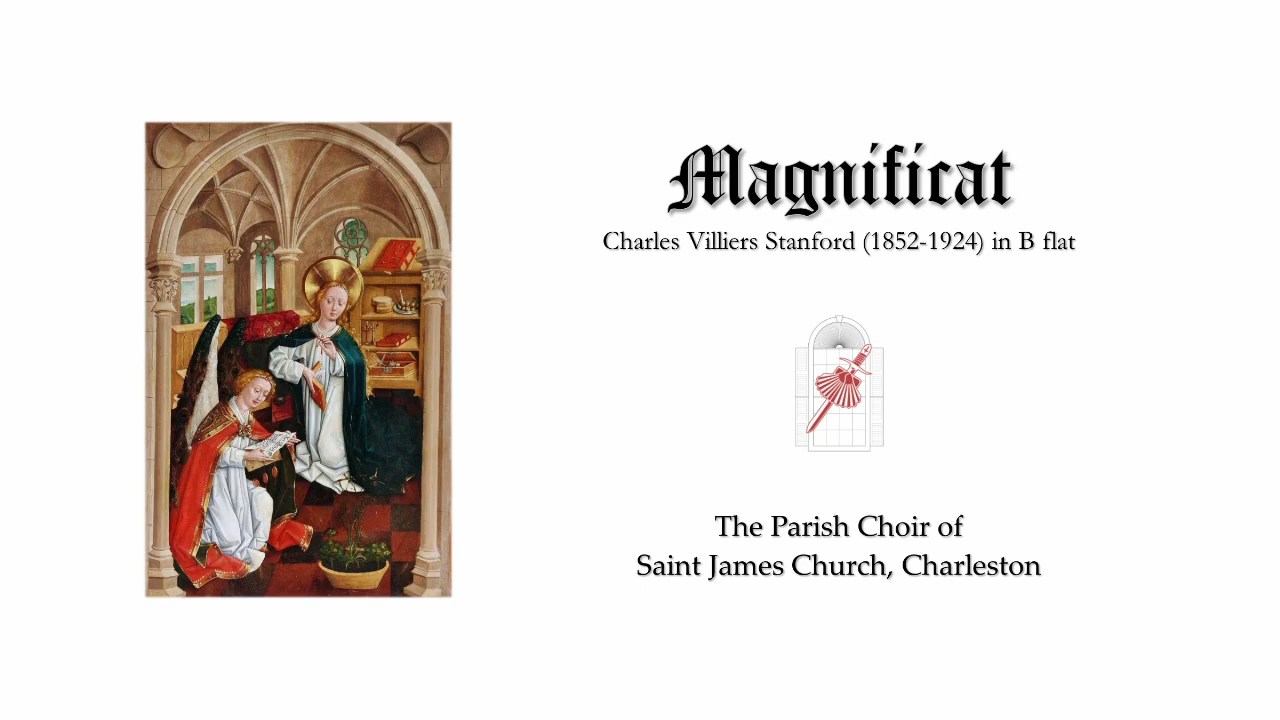 Magnificat
Charles Villiers Stanford (1852-1924) in B flat
The Parish Choir of
Saint James Church, Charleston